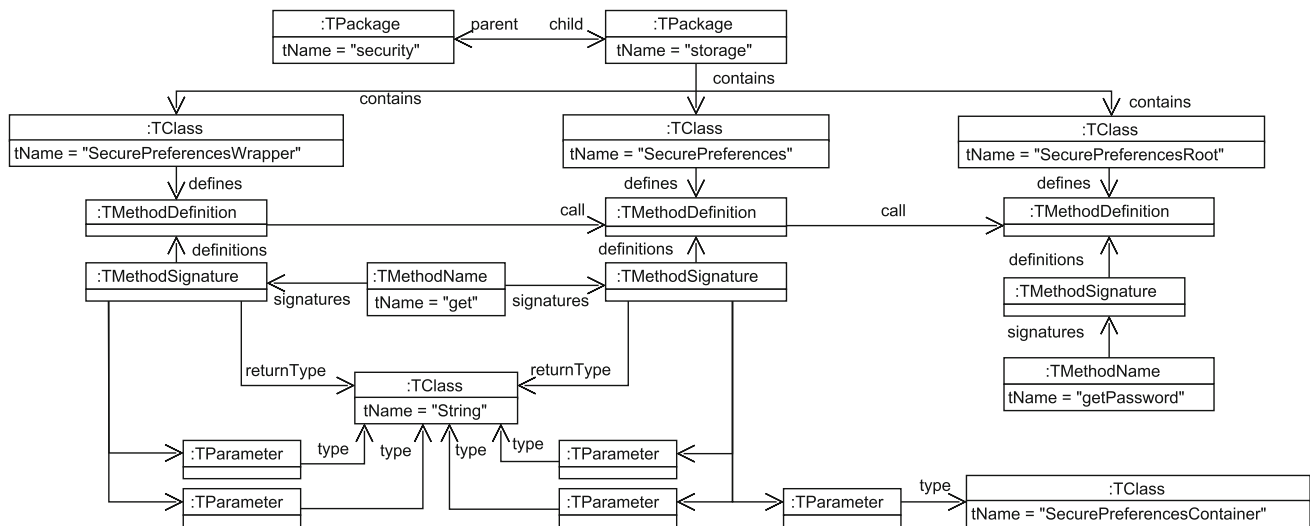 :TPackage
tName = "security"
parent
child
:TPackage
tName = "storage"
contains
contains
contains
:TClass
tName = "SecurePreferencesWrapper"
:TClass
tName = "SecurePreferences"
:TClass
tName = "SecurePreferencesRoot"
defines
defines
defines
:TMethodDefinition
call
:TMethodDefinition
call
:TMethodDefinition
definitions
definitions
definitions
:TMethodSignature
signatures
:TMethodName
tName = "get"
signatures
:TMethodSignature
:TMethodSignature
signatures
:TMethodName
tName = "getPassword"
returnType
returnType
:TClass
tName = "String"
:TParameter
type
type
type
type
:TParameter
:TParameter
:TParameter
:TParameter
type
:TClass
tName = "SecurePreferencesContainer"